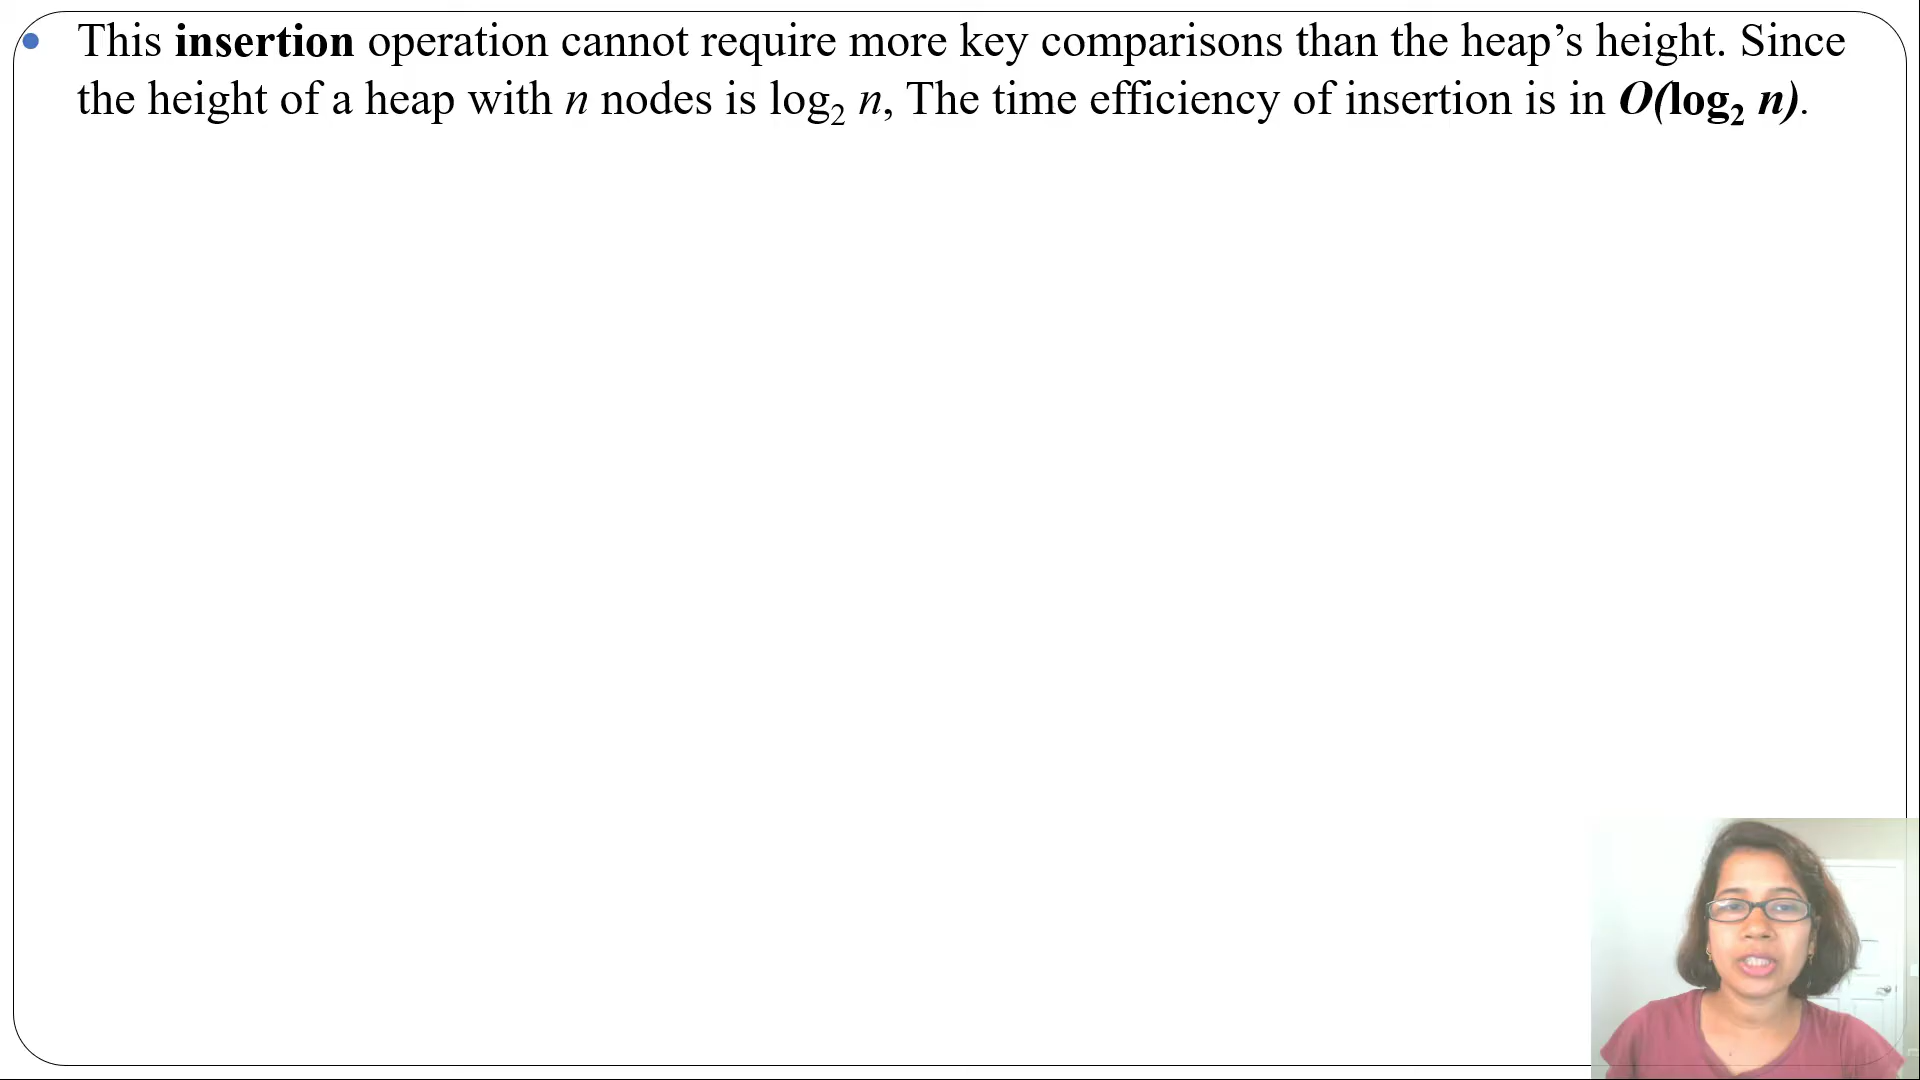 This insertion operation cannot require more key comparisons than the heap’s height. Since
the height of a heap with n nodes is log₂ n, The time efficiency of insertion is in O(log₂ n).